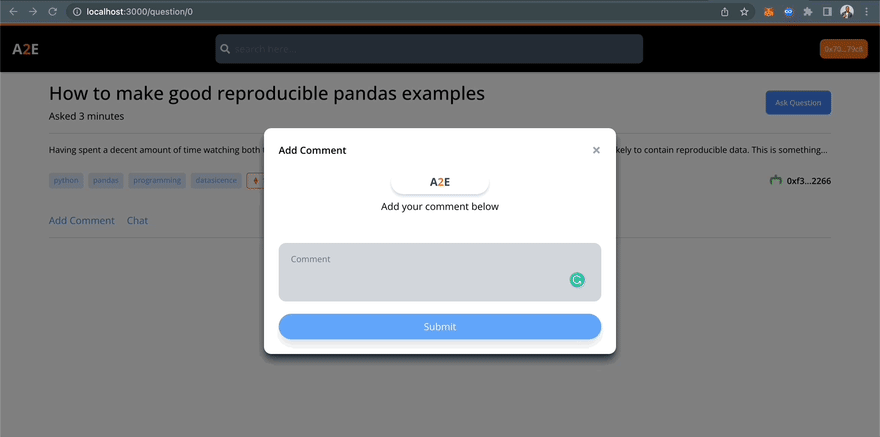 localhost:3000/question/0
A2E
search here...
0x70...79c8
How to make good reproducible pandas examples
Ask Question
Asked 3 minutes
Add Comment
×
Having spent a decent amount of time watching both
kely to contain reproducible data. This is something...
A2E
python
pandas
programming
datasicence
0xf3...2266
Add your comment below
Add Comment
Chat
Comment
Submit